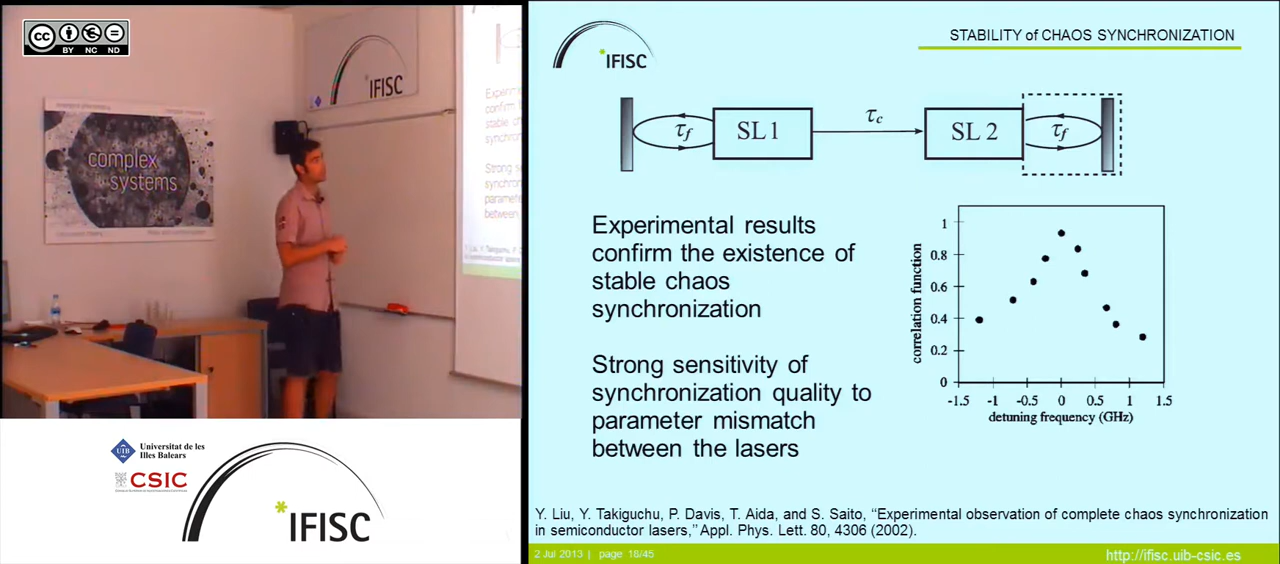 cc
BY NC ND
*IFISC
complex
systems
Universitat de les
Illes Balears
UIB
CSIC
*IFISC
*IFISC
STABILITY of CHAOS SYNCHRONIZATION
τf
SL 1
τc
SL 2
τf
Experimental results
confirm the existence of
stable chaos
synchronization
Strong sensitivity of
synchronization quality to
parameter mismatch
between the lasers
correlation function
1
0.8
0.6
0.4
0.2
0
-1.5 -1 -0.5 0 0.5 1 1.5
detuning frequency (GHz)
Y. Liu, Y. Takiguchu, P. Davis, T. Aida, and S. Saito, “Experimental observation of complete chaos synchronization
in semiconductor lasers,” Appl. Phys. Lett. 80, 4306 (2002).
2 Jul 2013 | page 18/45
http://ifisc.uib-csic.es